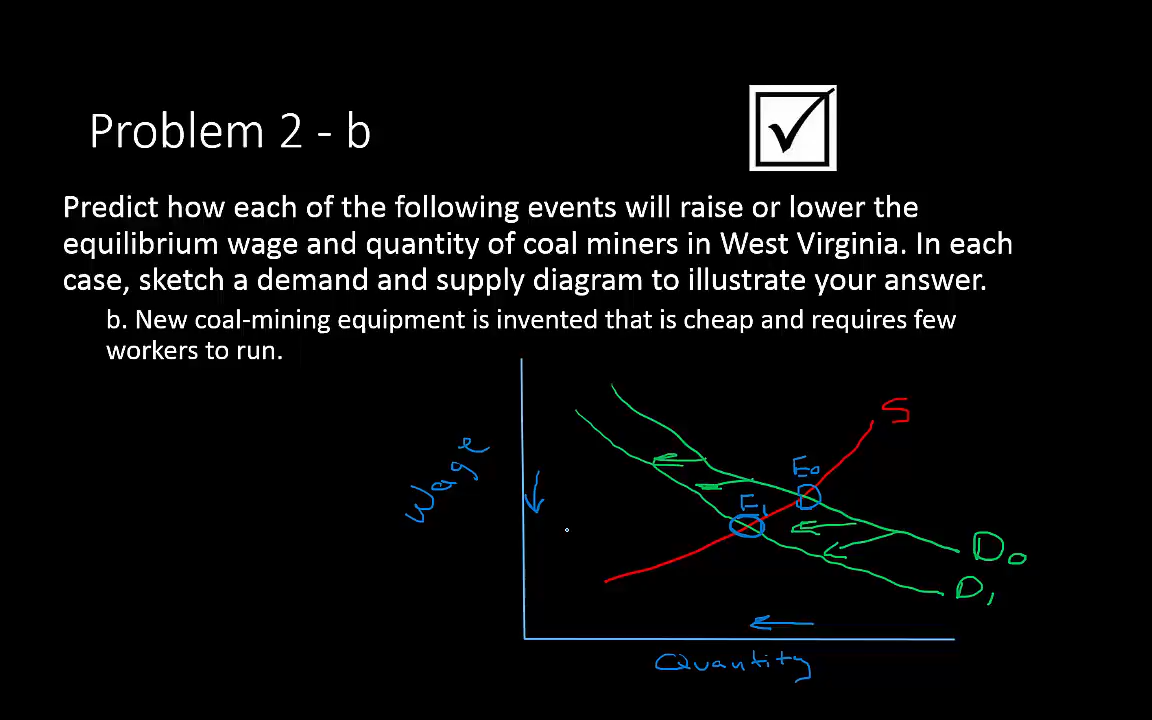 Problem 2 - b
Predict how each of the following events will raise or lower the
equilibrium wage and quantity of coal miners in West Virginia. In each
case, sketch a demand and supply diagram to illustrate your answer.
b. New coal-mining equipment is invented that is cheap and requires few
workers to run.
S
Wage
E₀
E₁
D₀
D₁
Quantity